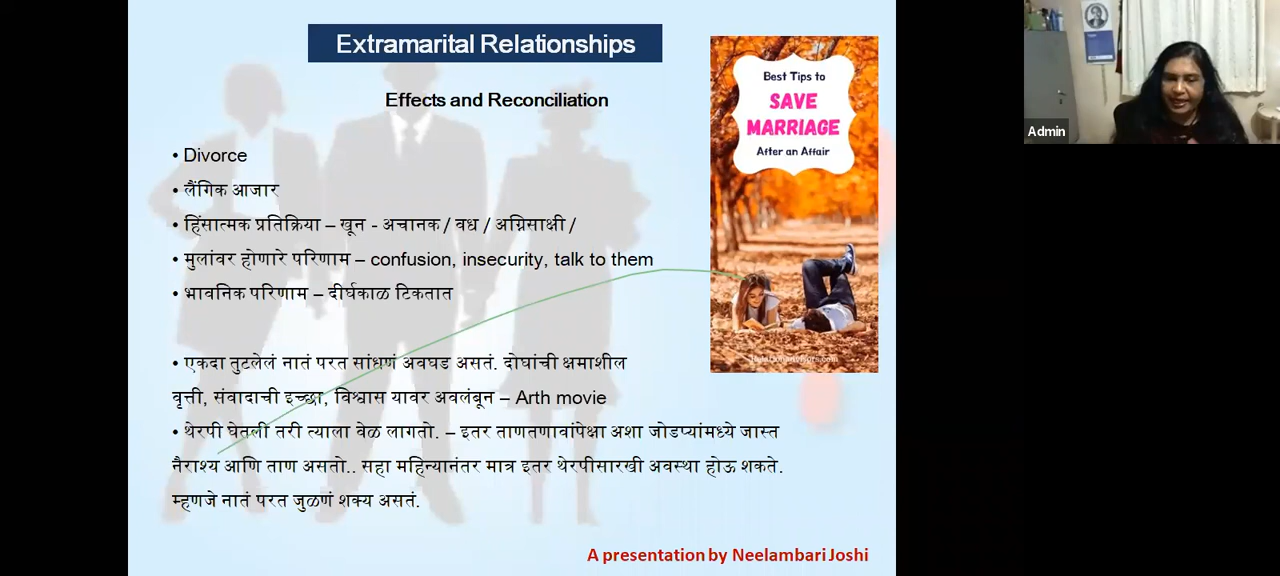 Extramarital Relationships
Effects and Reconciliation
• Divorce
• लैंगिक आजार
• हिंसात्मक प्रतिक्रिया – खून - अचानक / वध / अग्निसाक्षी /
• मुलांवर होणारे परिणाम – confusion, insecurity, talk to them
• भावनिक परिणाम – दीर्घकाळ टिकतात
• एकदा तुटलेलं नातं परत सांधणं अवघड असतं. दोघांची क्षमाशील
वृत्ती, संवादाची इच्छा, विश्वास यावर अवलंबून – Arth movie
• थेरपी घेतली तरी त्याला वेळ लागतो. – इतर ताणतणावांपेक्षा अशा जोडप्यांमध्ये जास्त
नैराश्य आणि ताण असतो.. सहा महिन्यानंतर मात्र इतर थेरपीसारखी अवस्था होऊ शकते.
म्हणजे नातं परत जुळणं शक्य असतं.
A presentation by Neelambari Joshi
Best Tips to
SAVE
MARRIAGE
After an Affair
Admin